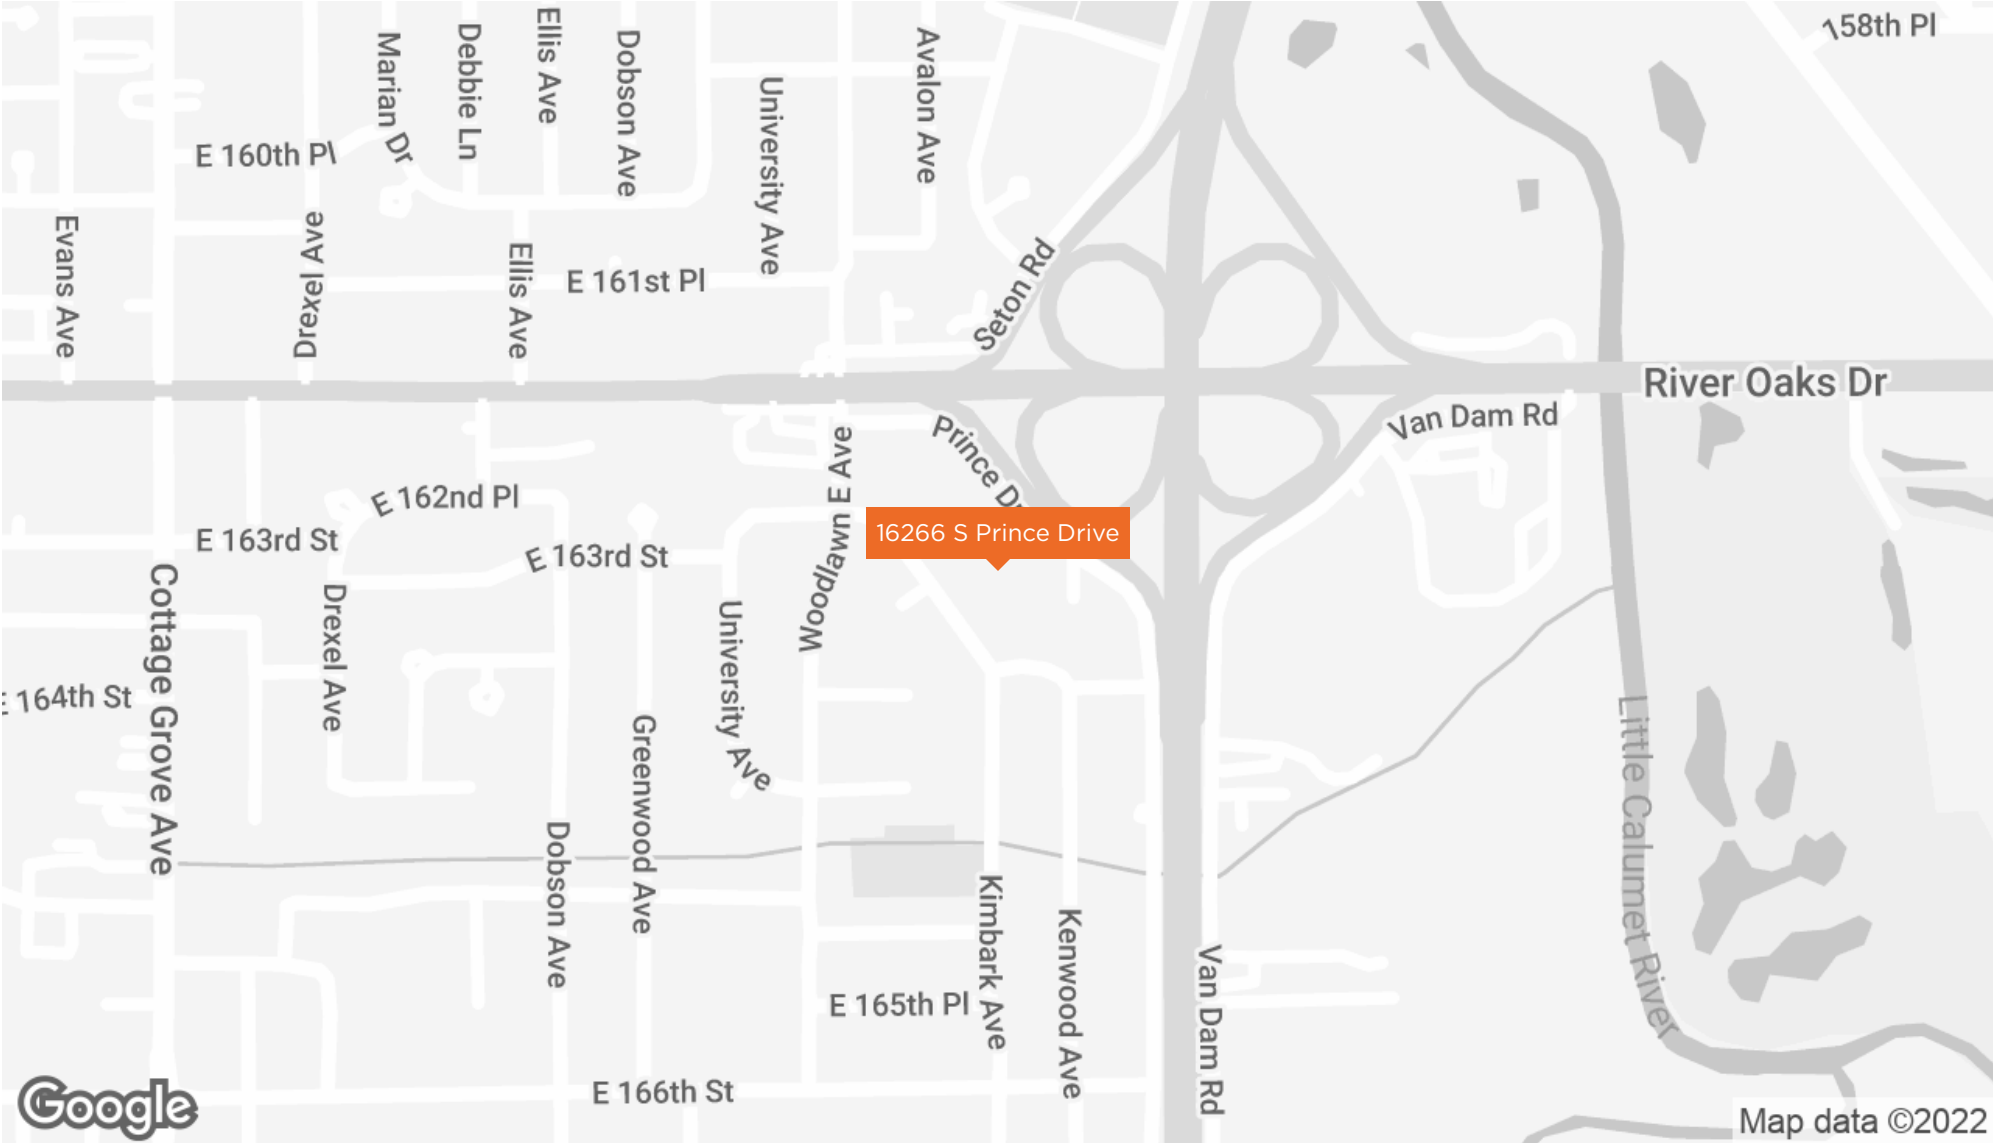 158th Pl
Marian Dr
Debbie Ln
Ellis Ave
Dobson Ave
University Ave
Avalon Ave
E 160th Pl
Evans Ave
Drexel Ave
Ellis Ave
E 161st Pl
Seton Rd
River Oaks Dr
Van Dam Rd
Prince Dr
Woodlawn E Ave
E 162nd Pl
E 163rd St
E 163rd St
16266 S Prince Drive
Cottage Grove Ave
Drexel Ave
University Ave
E 164th St
Greenwood Ave
Little Calumet River
Dobson Ave
Kimbark Ave
Kenwood Ave
Van Dam Rd
E 165th Pl
E 166th St
Google
Map data ©2022